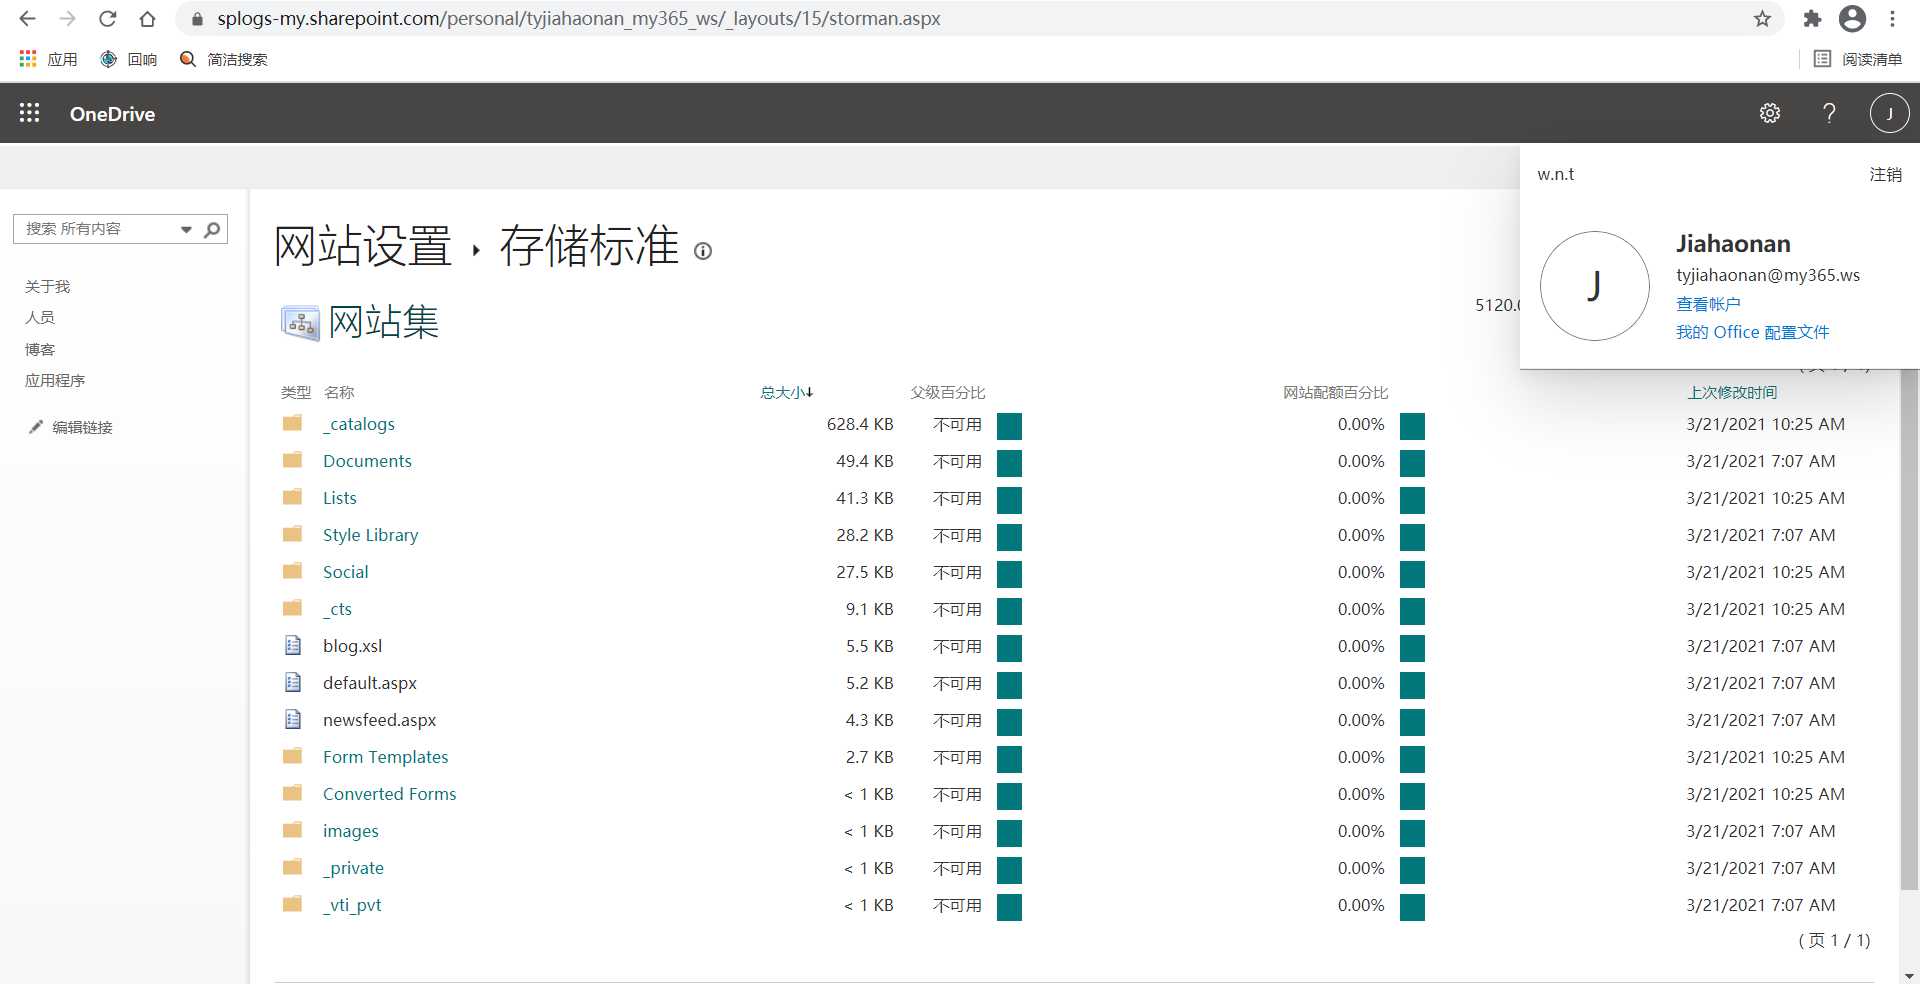 splogs-my.sharepoint.com/personal/tyjiahaonan_my365_ws/_layouts/15/storman.aspx
应用 回响 简洁搜索 阅读清单
OneDrive ? J
w.n.t 注销
搜索 所有内容
网站设置 ▸ 存储标准
Jiahaonan
J
tyjiahaonan@my365.ws
查看帐户
我的 Office 配置文件
关于我
人员
博客
应用程序
编辑链接
网站集
5120.
类型 名称 总大小↓ 父级百分比 网站配额百分比 上次修改时间
_catalogs 628.4 KB 不可用 0.00% 3/21/2021 10:25 AM
Documents 49.4 KB 不可用 0.00% 3/21/2021 7:07 AM
Lists 41.3 KB 不可用 0.00% 3/21/2021 10:25 AM
Style Library 28.2 KB 不可用 0.00% 3/21/2021 7:07 AM
Social 27.5 KB 不可用 0.00% 3/21/2021 10:25 AM
_cts 9.1 KB 不可用 0.00% 3/21/2021 10:25 AM
blog.xsl 5.5 KB 不可用 0.00% 3/21/2021 7:07 AM
default.aspx 5.2 KB 不可用 0.00% 3/21/2021 7:07 AM
newsfeed.aspx 4.3 KB 不可用 0.00% 3/21/2021 7:07 AM
Form Templates 2.7 KB 不可用 0.00% 3/21/2021 10:25 AM
Converted Forms < 1 KB 不可用 0.00% 3/21/2021 10:25 AM
images < 1 KB 不可用 0.00% 3/21/2021 7:07 AM
_private < 1 KB 不可用 0.00% 3/21/2021 7:07 AM
_vti_pvt < 1 KB 不可用 0.00% 3/21/2021 7:07 AM
( 页 1 / 1)